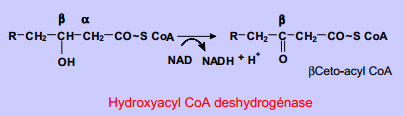 β α β
R–CH₂–CH–CH₂–CO~S CoA R–CH₂–C–CH₂–CO~S CoA
OH NAD NADH + H⁺ O
βCeto-acyl CoA
Hydroxyacyl CoA deshydrogénase